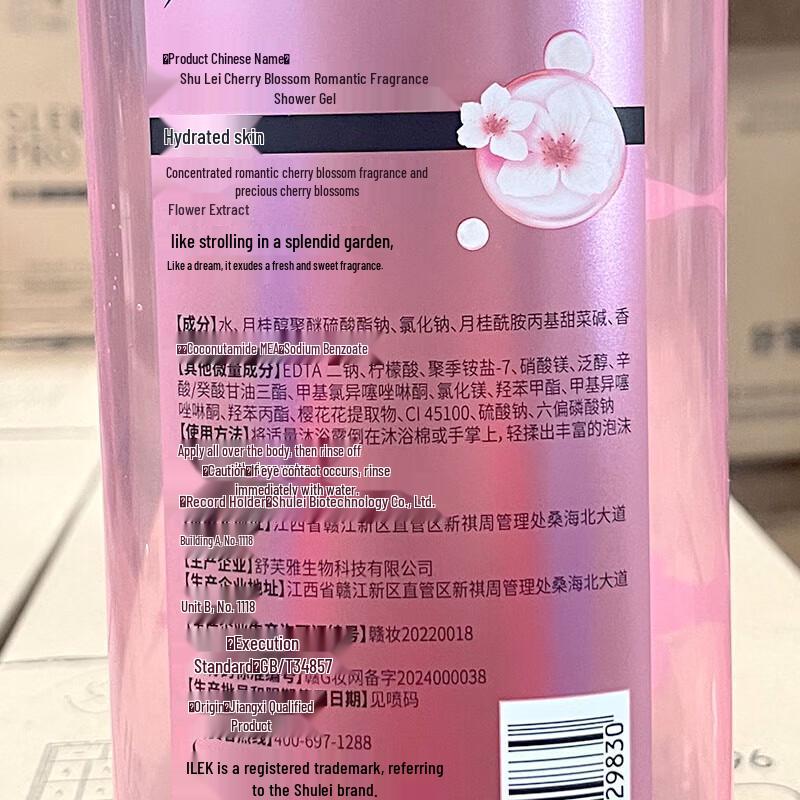 Product Chinese Name
Shu Lei Cherry Blossom Romantic Fragrance
Shower Gel
Hydrated skin
Concentrated romantic cherry blossom fragrance and
precious cherry blossoms
Flower Extract
like strolling in a splendid garden,
Like a dream, it exudes a fresh and sweet fragrance.
【成分】水、月桂醇聚醚硫酸酯钠、氯化钠、月桂酰胺丙基甜菜碱、香
Coconutamide MEA Sodium Benzoate
【其他微量成分】EDTA 二钠、柠檬酸、聚季铵盐-7、硝酸镁、泛醇、辛
酸/癸酸甘油三酯、甲基氯异噻唑啉酮、氯化镁、羟苯甲酯、甲基异噻
唑啉酮、羟苯丙酯、樱花花提取物、CI 45100、硫酸钠、六偏磷酸钠
【使用方法】将适量沐浴露倒在沐浴棉或手掌上,轻揉出丰富的泡沫
Apply all over the body, then rinse off
Caution If eye contact occurs, rinse
immediately with water.
Record Holder Shulei Biotechnology Co., Ltd.
江西省赣江新区直管区新祺周管理处桑海北大道
Building A, No. 1118
【生产企业】舒芙雅生物科技有限公司
【生产企业地址】江西省赣江新区直管区新祺周管理处桑海北大道
Unit B, No. 1118
号】赣妆20220018
Execution
Standard GB/T34857
编号】赣G妆网备字2024000038
日期】见喷码
Origin Jiangxi Qualified
Product
400-697-1288
ILEK is a registered trademark, referring
to the Shulei brand.
29830